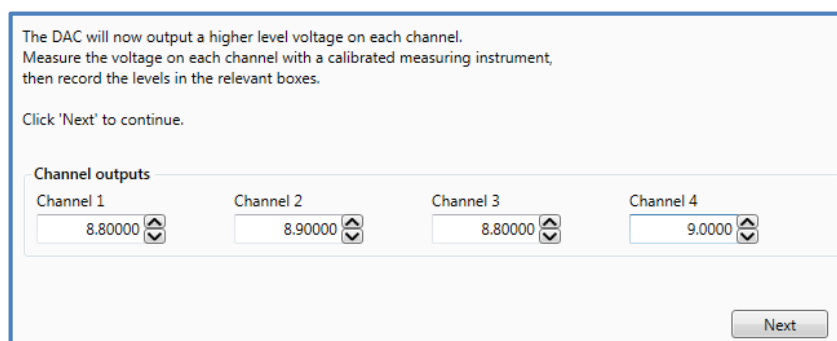 The DAC will now output a higher level voltage on each channel.
Measure the voltage on each channel with a calibrated measuring instrument,
then record the levels in the relevant boxes.
Click 'Next' to continue.
Channel outputs
Channel 1 Channel 2 Channel 3 Channel 4
8.80000 8.90000 8.80000 9.0000
Next